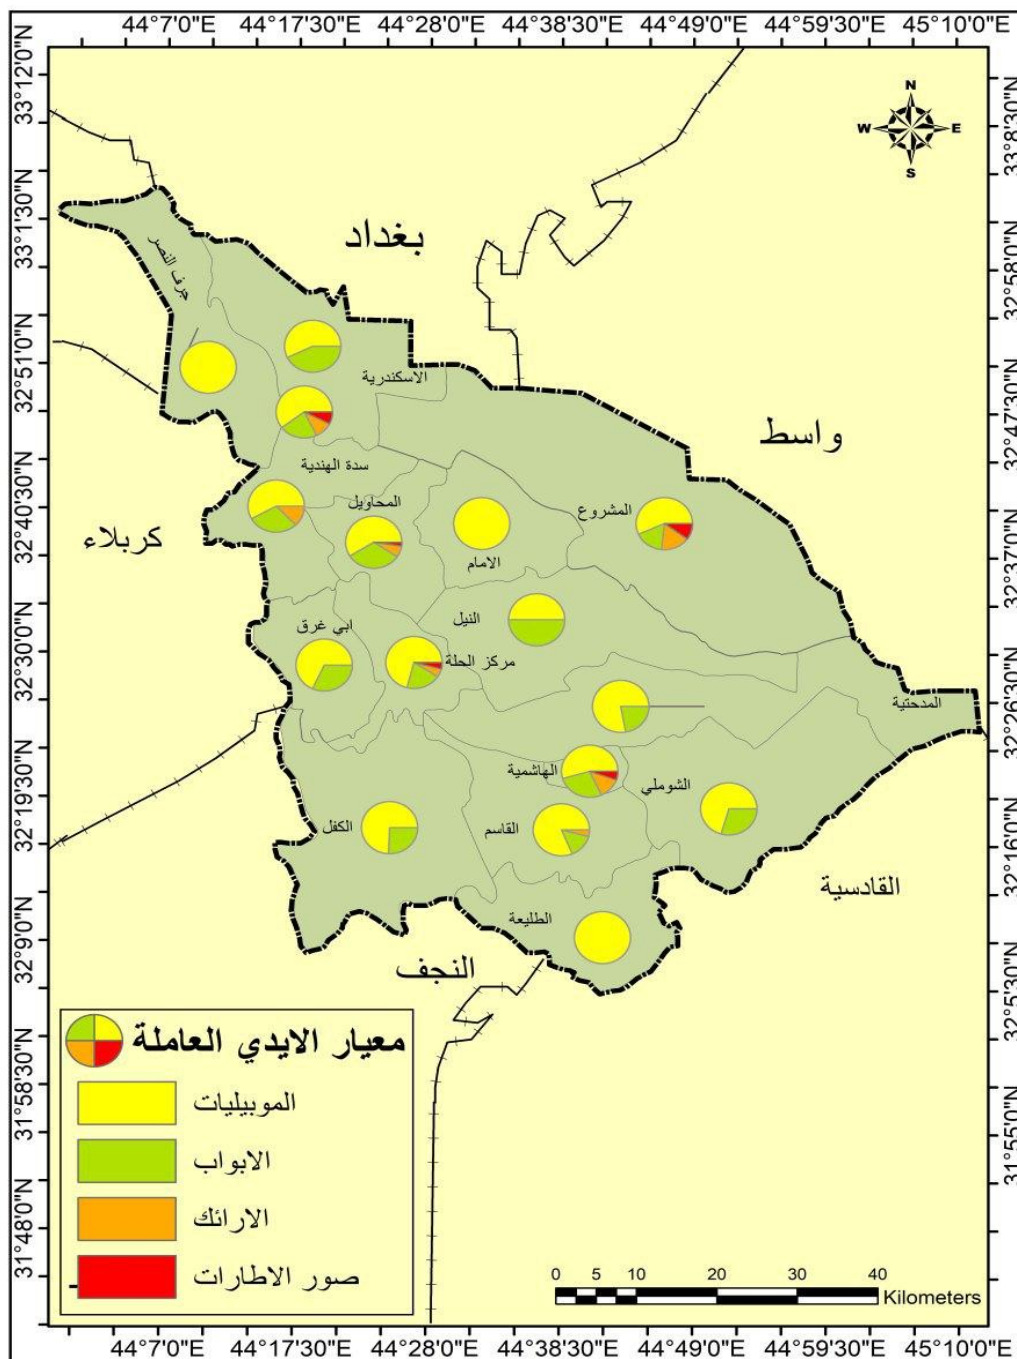 44°7'0"E 44°17'30"E 44°28'0"E 44°38'30"E 44°49'0"E 44°59'30"E 45°10'0"E
33°12'0"N
33°8'30"N
33°1'30"N
32°58'0"N
32°51'0"N
32°47'30"N
32°40'30"N
32°37'0"N
32°30'0"N
32°26'30"N
32°19'30"N
32°16'0"N
32°9'0"N
32°5'30"N
31°58'30"N
31°55'0"N
31°48'0"N
31°44'30"N
N
W E
S
بغداد
جرف النصر
الاسكندرية
واسط
سدة الهندية
المحاويل
المشروع
كربلاء
الامام
النيل
ابي غرق
مركز الحلة
المدحتية
الهاشمية
الشوملي
القاسم
الكفل
القادسية
الطليعة
النجف
معيار الايدي العاملة
الموبيليات
الابواب
الارائك
صور الاطارات
0 5 10 20 30 40
Kilometers
44°7'0"E 44°17'30"E 44°28'0"E 44°38'30"E 44°49'0"E 44°59'30"E 45°10'0"E